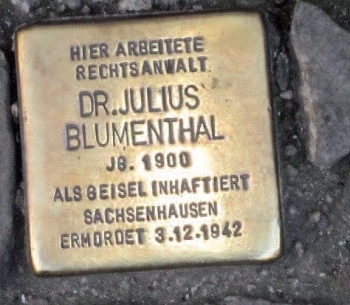 HIER ARBEITETE
RECHTSANWALT
DR. JULIUS
BLUMENTHAL
JG. 1900
ALS GEISEL INHAFTIERT
SACHSENHAUSEN
ERMORDET 3.12.1942